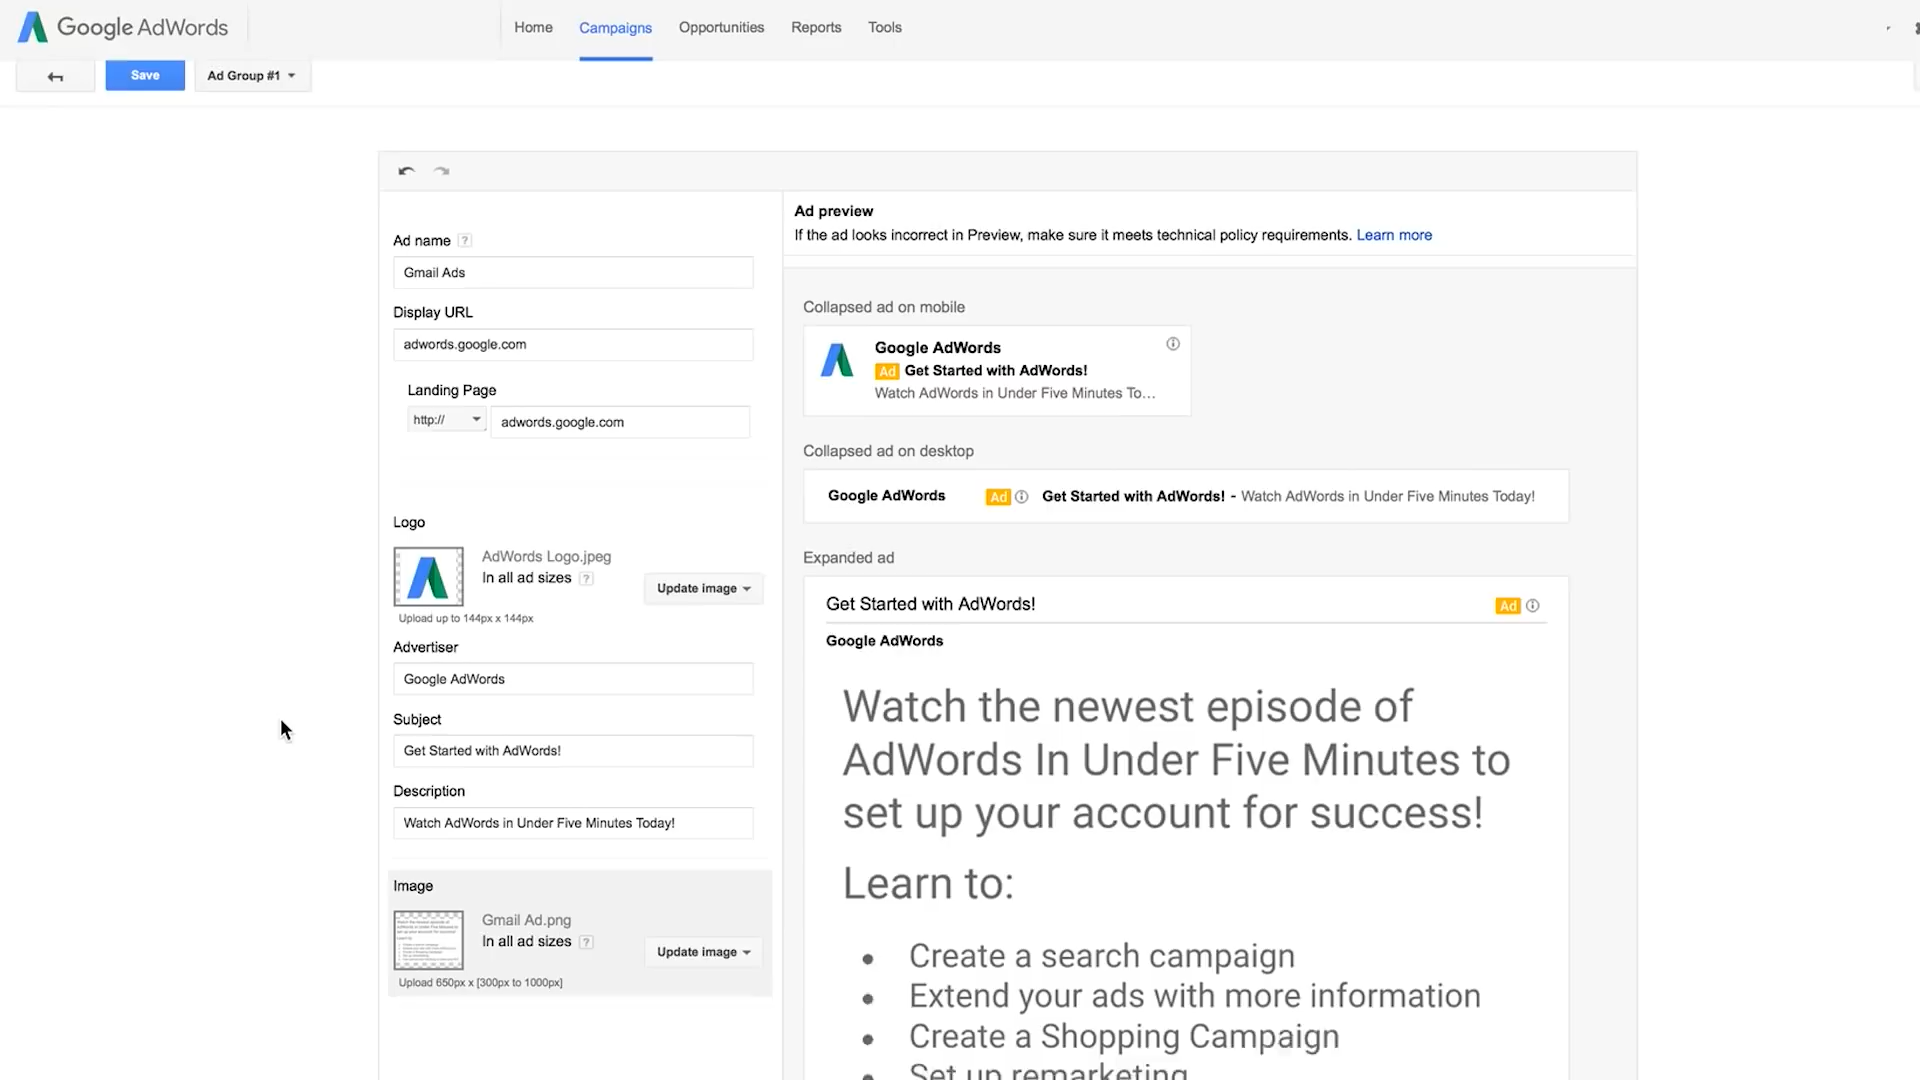 Google AdWords
Home
Campaigns
Opportunities
Reports
Tools
Save
Ad Group #1
Ad name ?
Gmail Ads
Display URL
adwords.google.com
Landing Page
http://
adwords.google.com
Logo
AdWords Logo.jpeg
In all ad sizes ?
Update image
Upload up to 144px x 144px
Advertiser
Google AdWords
Subject
Get Started with AdWords!
Description
Watch AdWords in Under Five Minutes Today!
Image
Gmail Ad.png
In all ad sizes ?
Update image
Upload 650px x [300px to 1000px]
Ad preview
If the ad looks incorrect in Preview, make sure it meets technical policy requirements. Learn more
Collapsed ad on mobile
Google AdWords
Ad Get Started with AdWords!
Watch AdWords in Under Five Minutes To...
Collapsed ad on desktop
Google AdWords Ad Get Started with AdWords! - Watch AdWords in Under Five Minutes Today!
Expanded ad
Get Started with AdWords! Ad
Google AdWords
Watch the newest episode of
AdWords In Under Five Minutes to
set up your account for success!
Learn to:
• Create a search campaign
• Extend your ads with more information
• Create a Shopping Campaign
• Set up remarketing